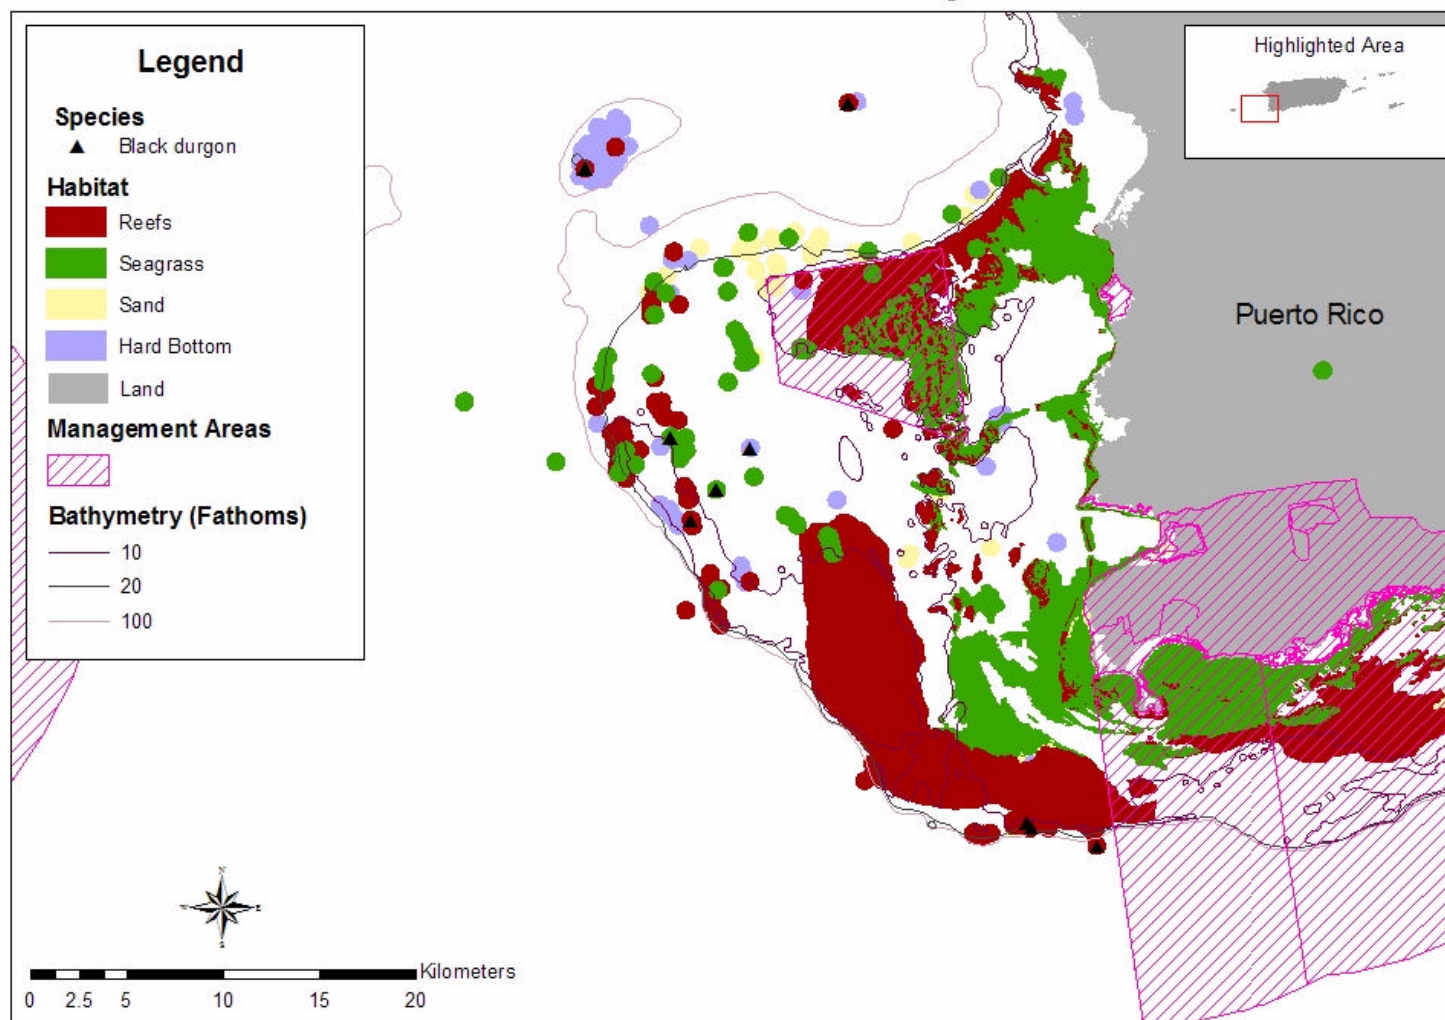 Legend
Species
Black durgon
Habitat
Reefs
Seagrass
Sand
Hard Bottom
Land
Management Areas
Bathymetry (Fathoms)
10
20
100
Highlighted Area
Puerto Rico
N
W
E
S
Kilometers
0 2.5 5 10 15 20